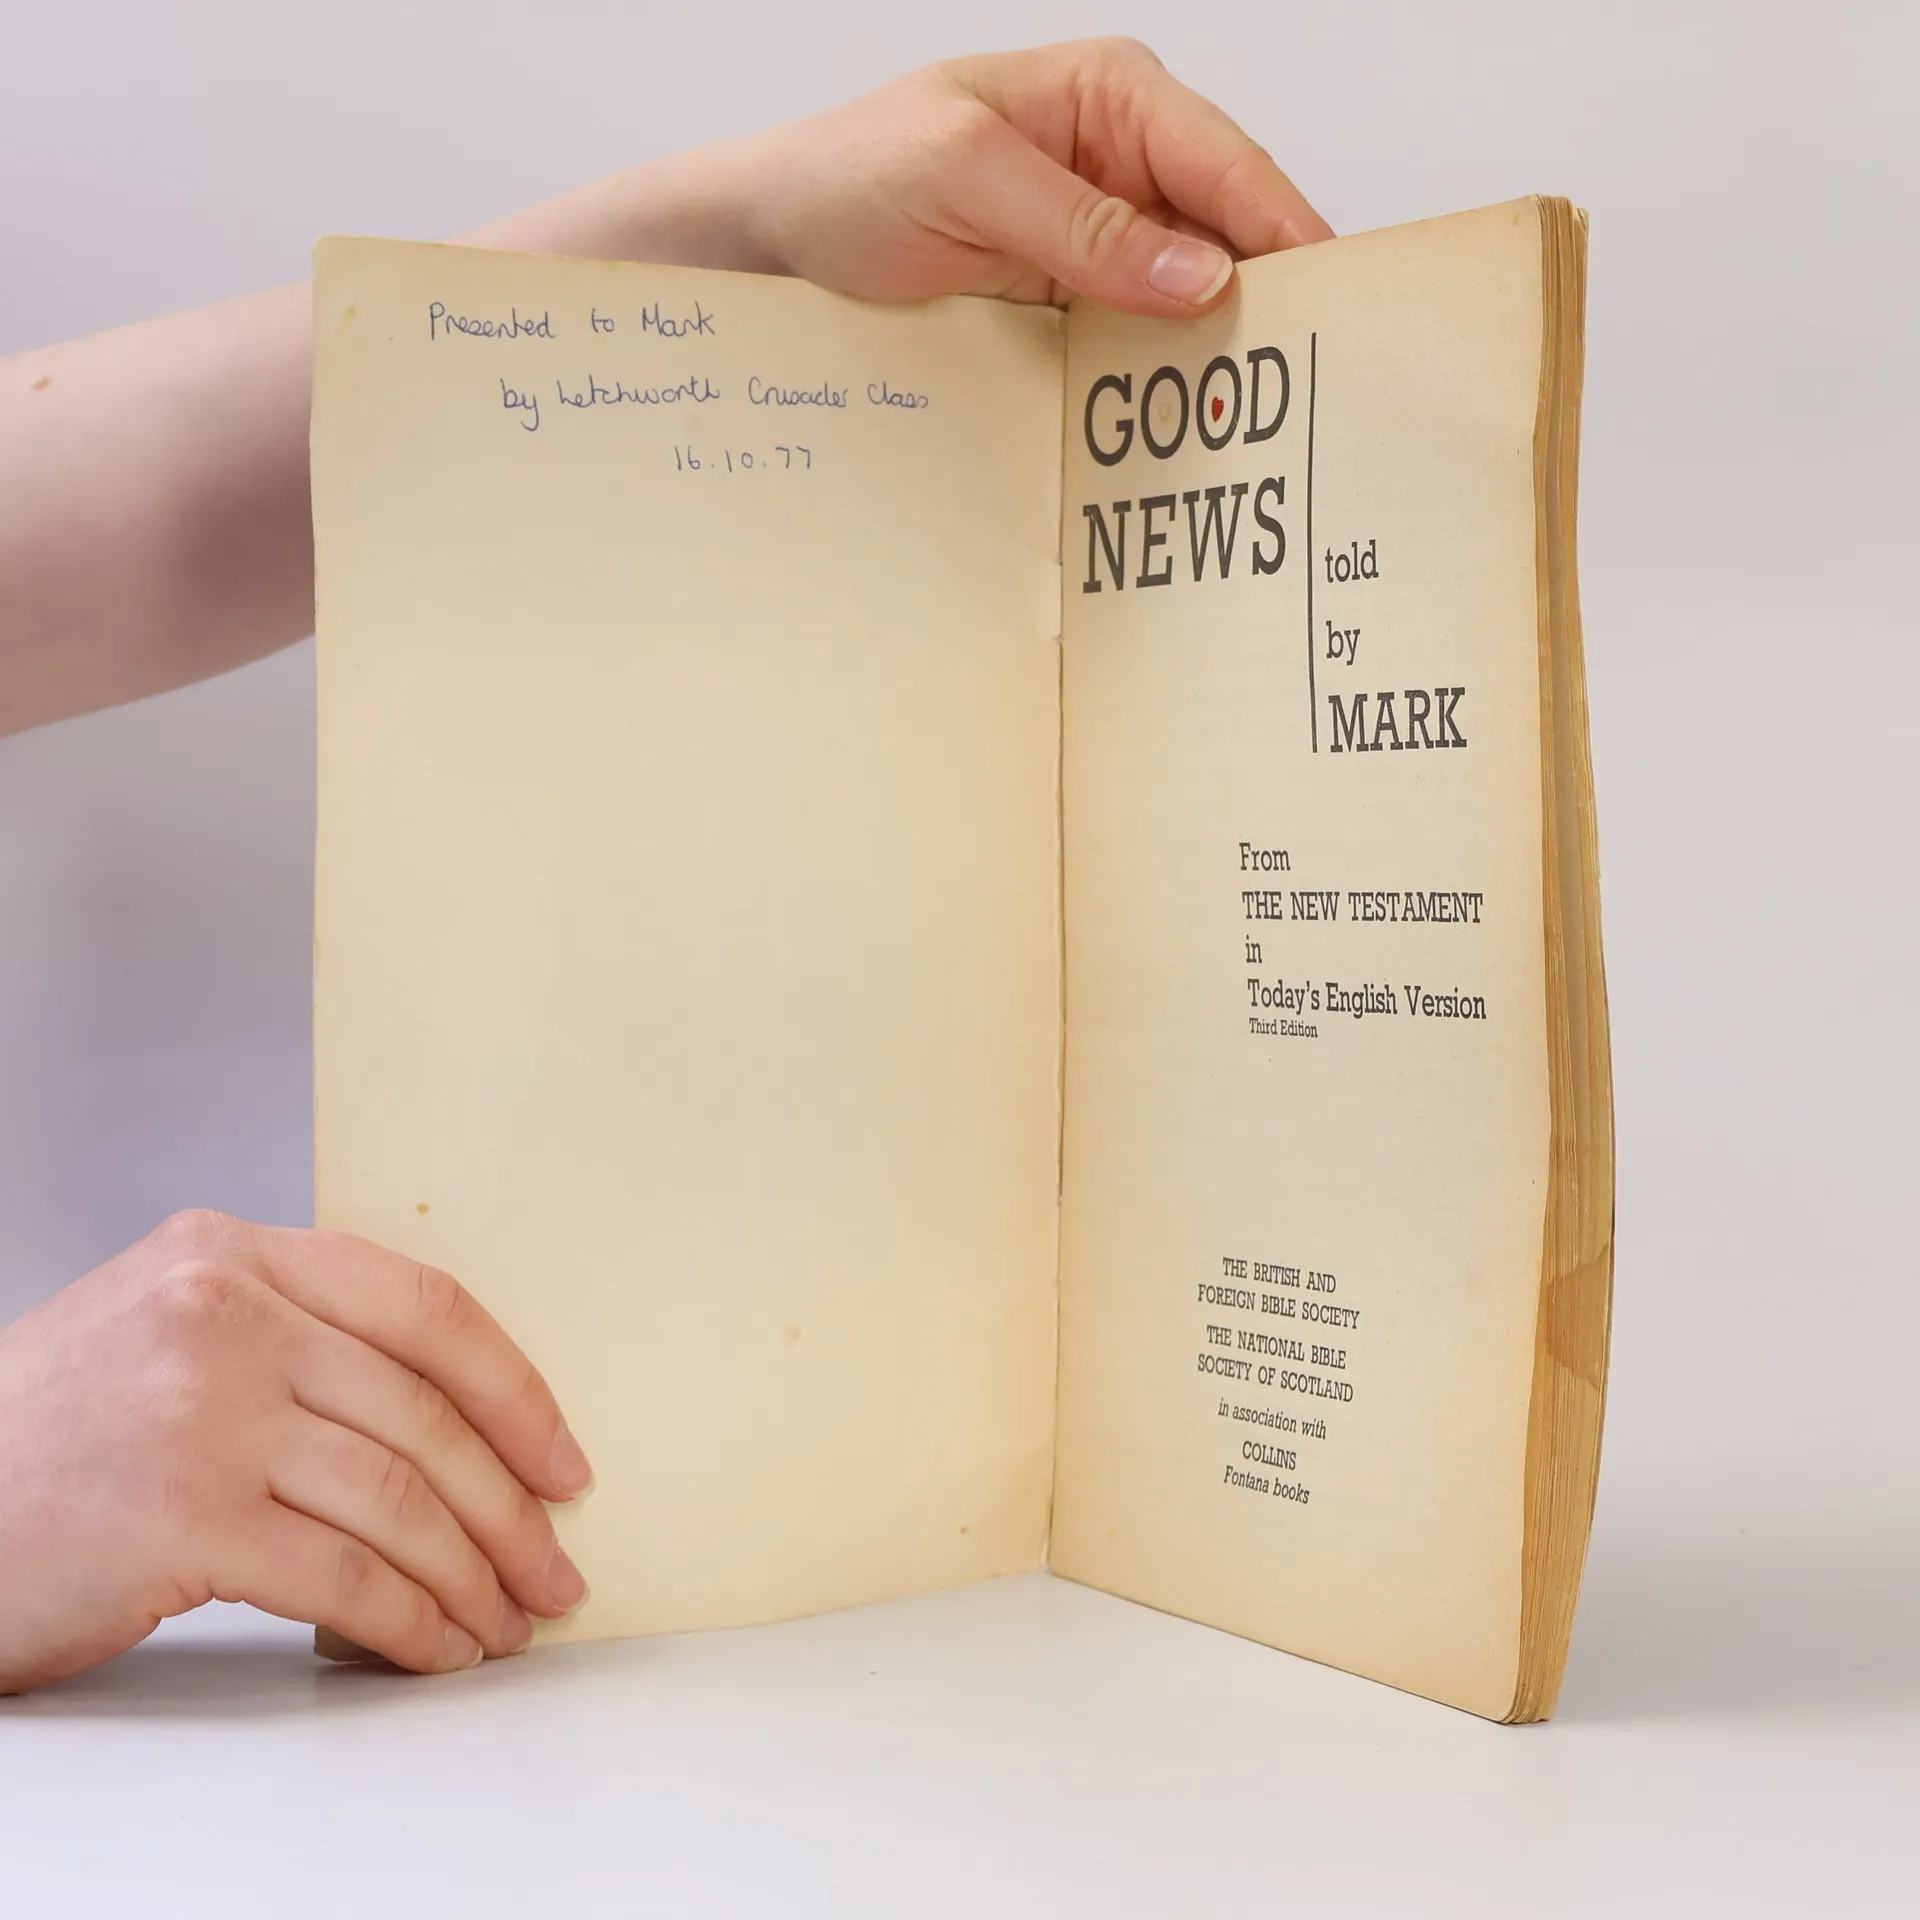 Presented to Mark
by Letchworth Crusader Class
16.10.77
GOOD
NEWS
told
by
MARK
From
THE NEW TESTAMENT
in
Today's English Version
Third Edition
THE BRITISH AND
FOREIGN BIBLE SOCIETY
THE NATIONAL BIBLE
SOCIETY OF SCOTLAND
in association with
COLLINS
Fontana books